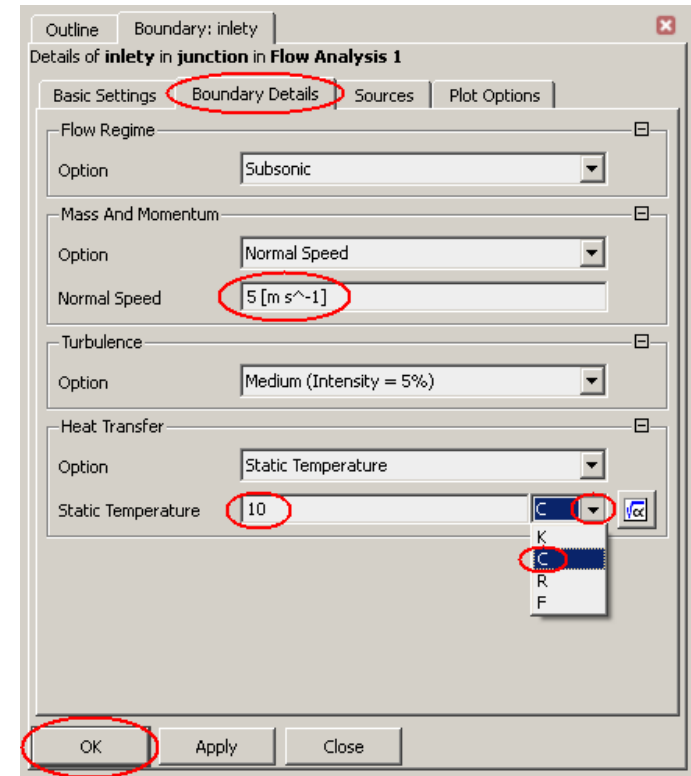 Outline Boundary: inlety
Details of inlety in junction in Flow Analysis 1
Basic Settings Boundary Details Sources Plot Options
Flow Regime
Option Subsonic
Mass And Momentum
Option Normal Speed
Normal Speed 5 [m s^-1]
Turbulence
Option Medium (Intensity = 5%)
Heat Transfer
Option Static Temperature
Static Temperature 10 C √α
K
C
R
F
OK Apply Close